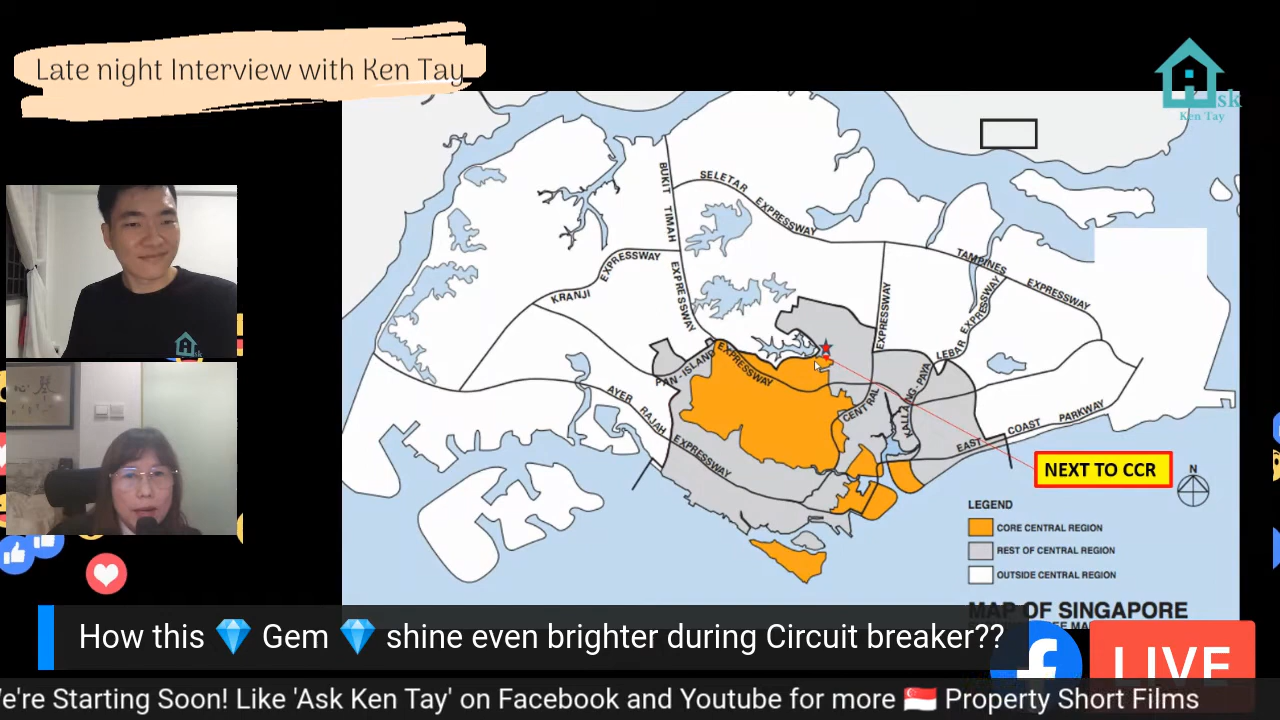 Late night Interview with Ken Tay
sk
Ken Tay
BUKIT TIMAH EXPRESSWAY
SELETAR EXPRESSWAY
KRANJI EXPRESSWAY
TAMPINES EXPRESSWAY
EXPRESSWAY
LEBAR EXPRESSWAY
PAN-ISLAND EXPRESSWAY
CENTRAL
KALLANG-PAYA
AYER RAJAH EXPRESSWAY
EAST COAST PARKWAY
NEXT TO CCR
N
LEGEND
CORE CENTRAL REGION
REST OF CENTRAL REGION
OUTSIDE CENTRAL REGION
MAP OF SINGAPORE
sk
How this 💎 Gem 💎 shine even brighter during Circuit breaker??
LIVE
e're Starting Soon! Like 'Ask Ken Tay' on Facebook and Youtube for more 🇸🇬 Property Short Films